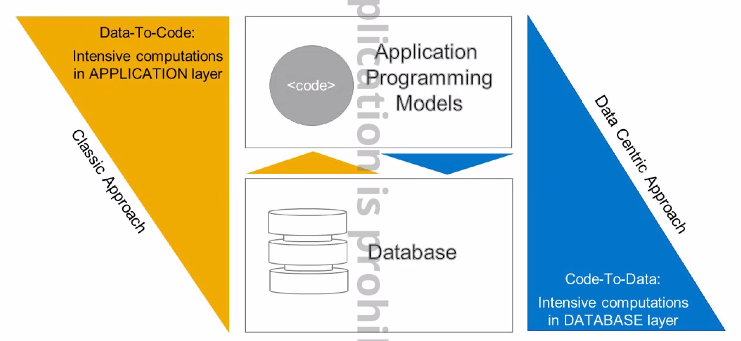 Data-To-Code:
Intensive computations
in APPLICATION layer
Classic Approach
<code>
Application
Programming
Models
Database
Data Centric Approach
Code-To-Data:
Intensive computations
in DATABASE layer
plication is prohi